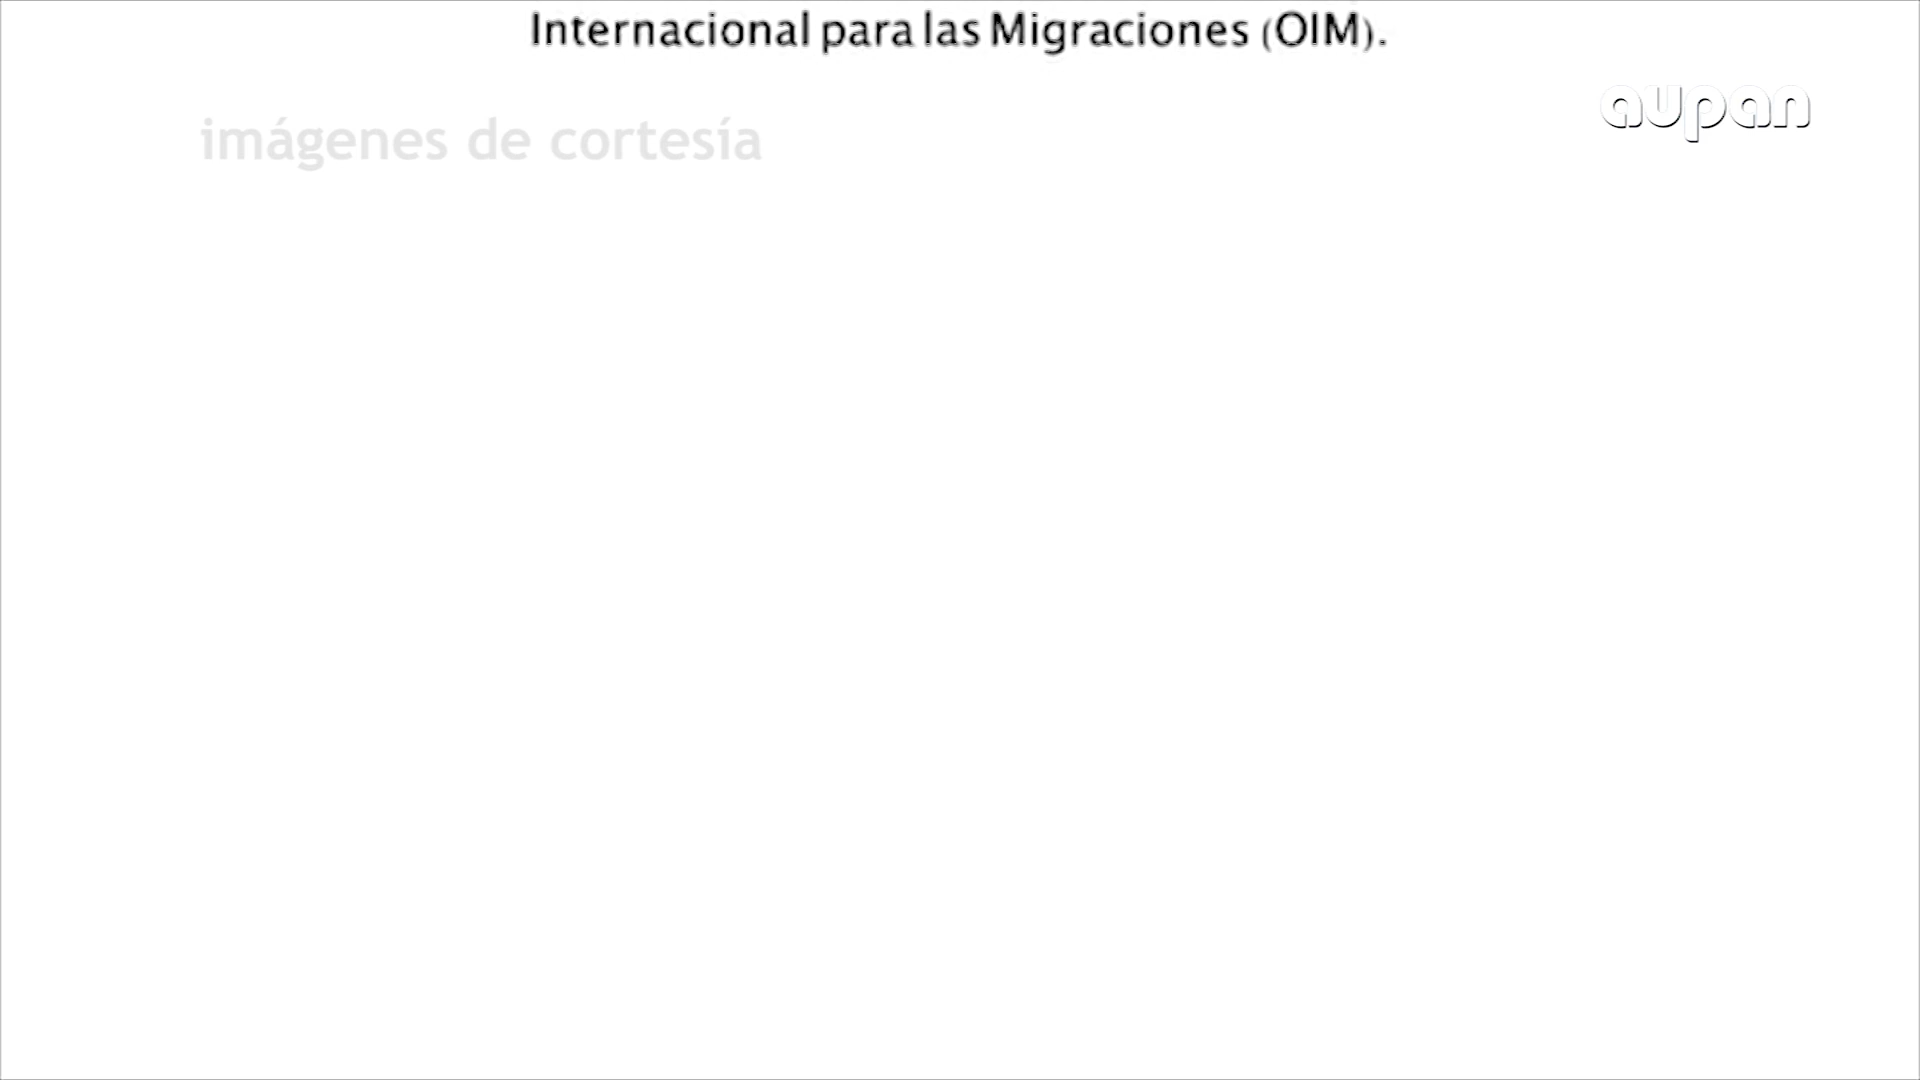 Internacional para las Migraciones (OIM).
aupan
imágenes de cortesía